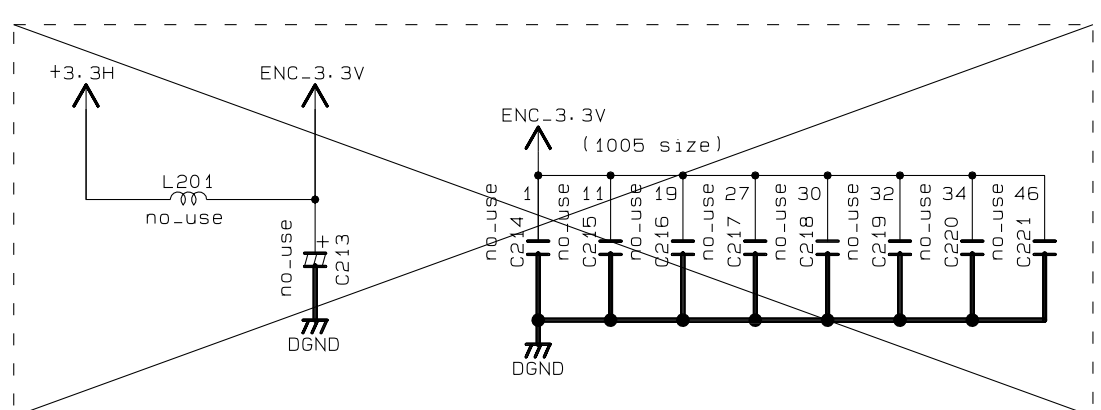 +3.3H
ENC_3.3V
L201
no_use
no_use
+
C213
DGND
ENC_3.3V
(1005 size)
1
11
19
27
30
32
34
46
no_use
C214
no_use
C215
no_use
C216
no_use
C217
no_use
C218
no_use
C219
no_use
C220
no_use
C221
DGND